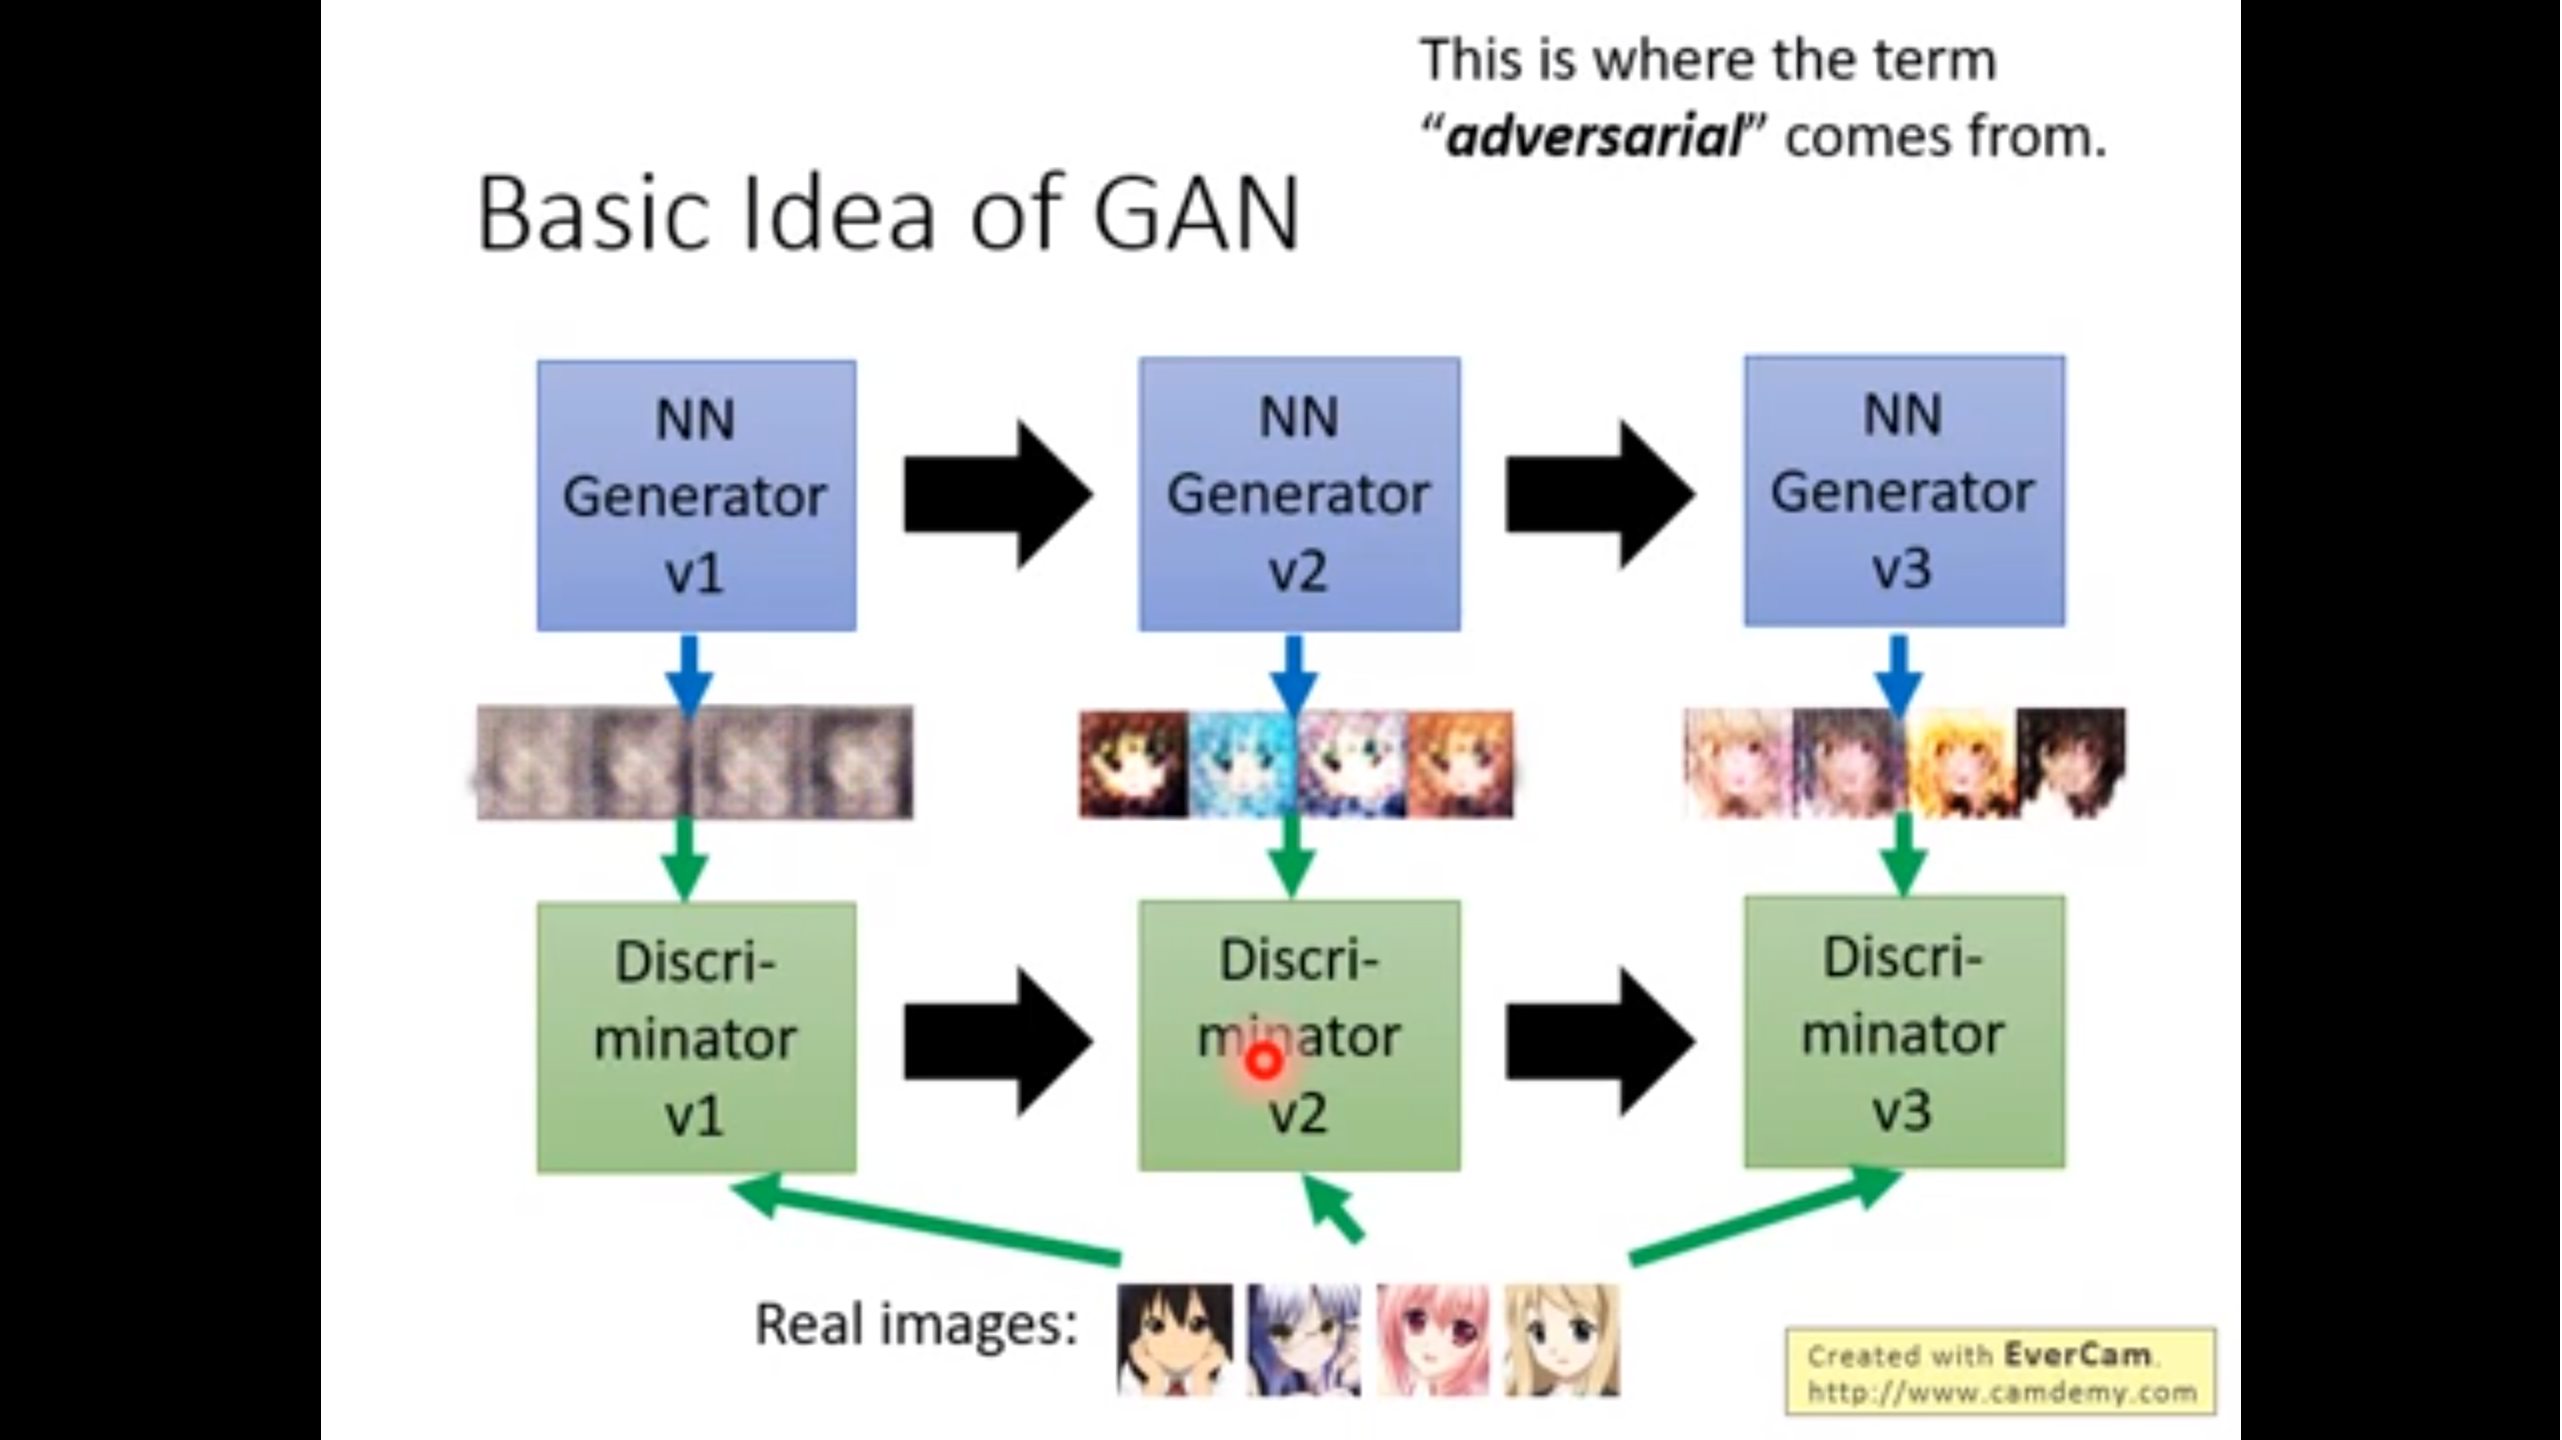 This is where the term
“adversarial” comes from.
Basic Idea of GAN
NN
Generator
v1
NN
Generator
v2
NN
Generator
v3
Discri-
minator
v1
Discri-
minator
v2
Discri-
minator
v3
Real images:
Created with EverCam.
http://www.camdemy.com